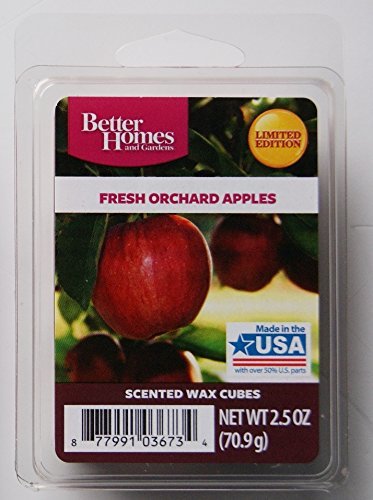 Better
Homes
and Gardens
LIMITED
EDITION
FRESH ORCHARD APPLES
Made in the
USA
with over 50% U.S. parts
SCENTED WAX CUBES
8 77991 03673 4
NET WT 2.5 OZ
(70.9 g)